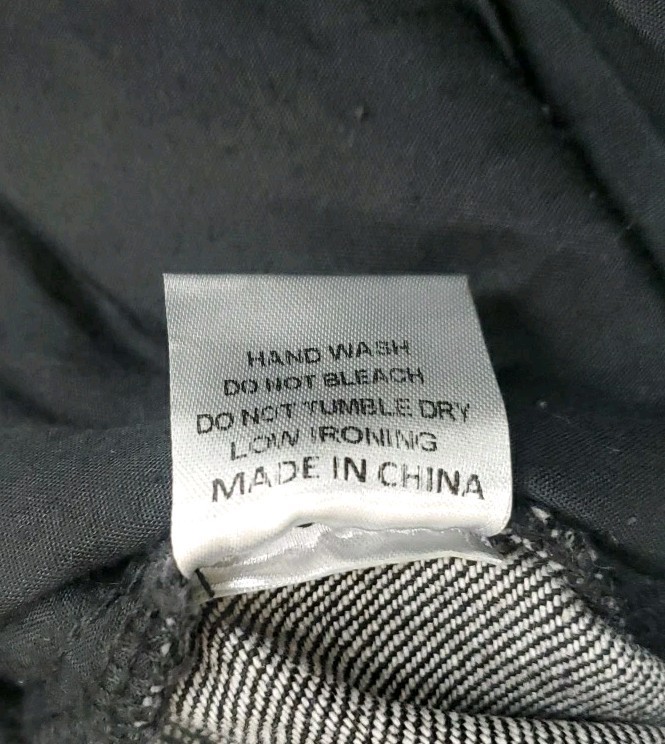 HAND WASH
DO NOT BLEACH
DO NOT TUMBLE DRY
LOW IRONING
MADE IN CHINA